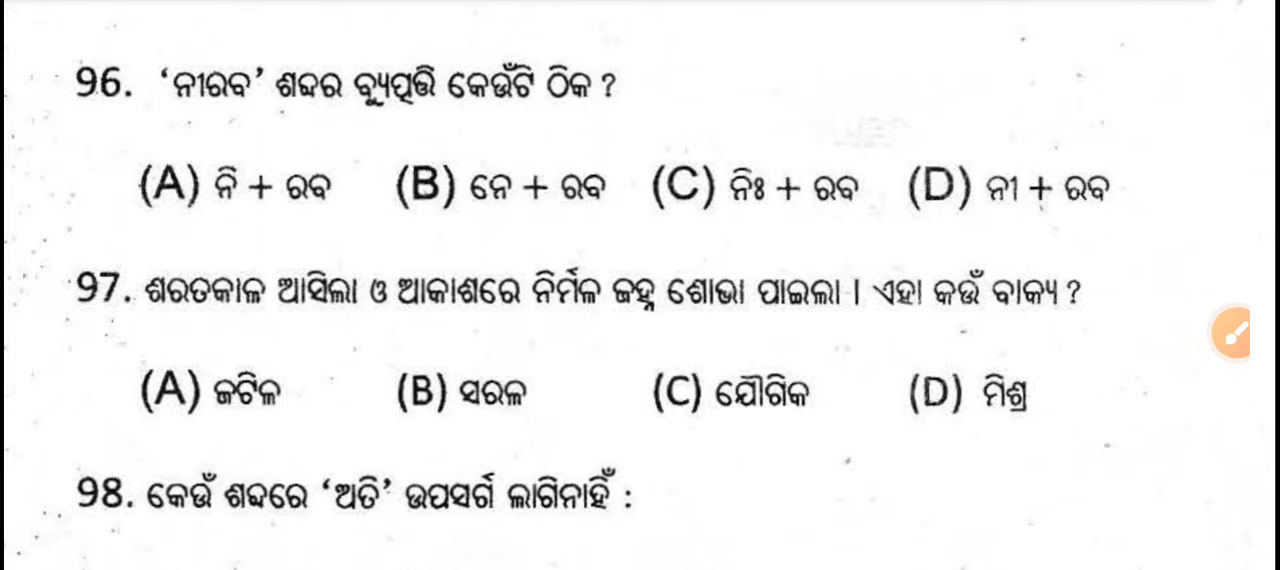 96. ‘ନୀରବ’ ଶବ୍ଦର ବ୍ୟୁତ୍ପତ୍ତି କେଉଁଟି ଠିକ ?
(A) ନି + ରବ (B) ନେ + ରବ (C) ନିଃ + ରବ (D) ନୀ + ରବ
97. ଶରତକାଳ ଆସିଲା ଓ ଆକାଶରେ ନିର୍ମଳ ଜହ୍ନ ଶୋଭା ପାଇଲା । ଏହା କଉଁ ବାକ୍ୟ ?
(A) ଜଟିଳ (B) ସରଳ (C) ଯୌଗିକ (D) ମିଶ୍ର
98. କେଉଁ ଶବ୍ଦରେ ‘ଅତି’ ଉପସର୍ଗ ଲାଗିନାହିଁ :